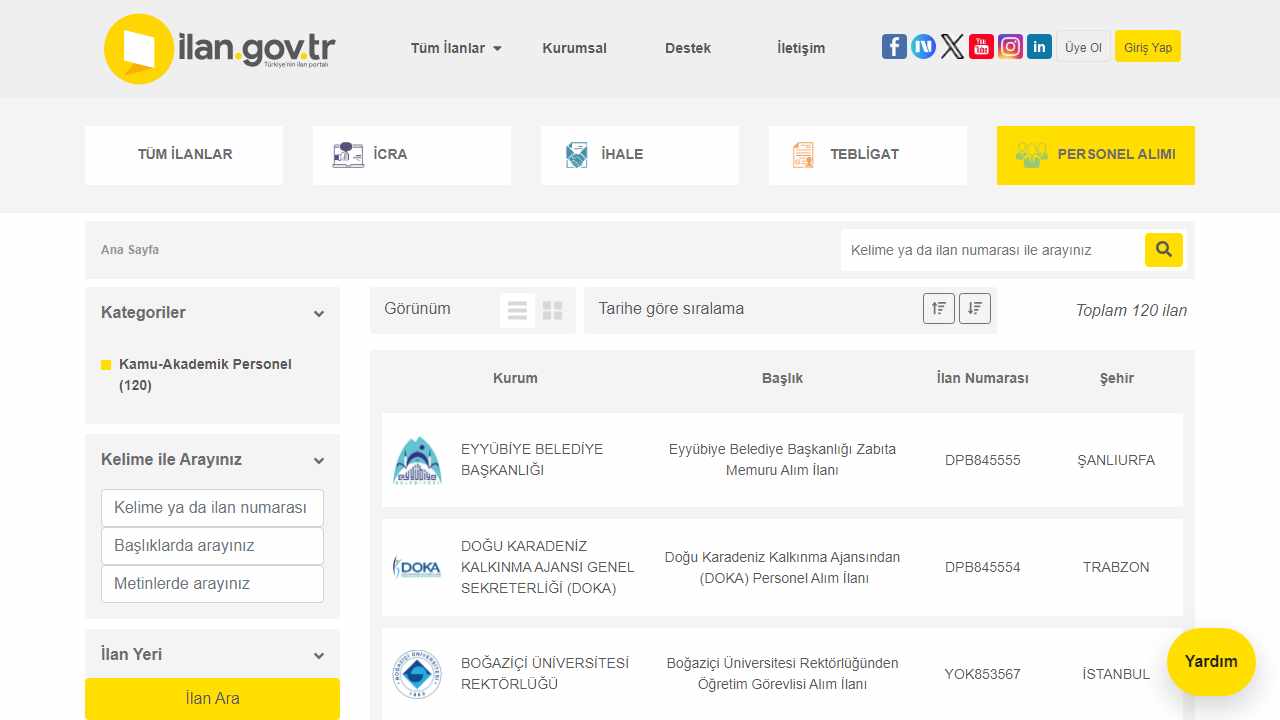 ilan.gov.tr
Türkiye'nin ilan portalı
Tüm İlanlar
Kurumsal
Destek
İletişim
Üye Ol
Giriş Yap
TÜM İLANLAR
İCRA
İHALE
TEBLİGAT
PERSONEL ALIMI
Ana Sayfa
Kelime ya da ilan numarası ile arayınız
Kategoriler
Kamu-Akademik Personel
(120)
Kelime ile Arayınız
Kelime ya da ilan numarası
Başlıklarda arayınız
Metinlerde arayınız
İlan Yeri
İlan Ara
Görünüm
Tarihe göre sıralama
Toplam 120 ilan
Kurum
Başlık
İlan Numarası
Şehir
EYYÜBİYE BELEDİYE
BAŞKANLIĞI
Eyyübiye Belediye Başkanlığı Zabıta
Memuru Alım İlanı
DPB845555
ŞANLIURFA
DOKA
DOĞU KARADENİZ
KALKINMA AJANSI GENEL
SEKRETERLİĞİ (DOKA)
Doğu Karadeniz Kalkınma Ajansından
(DOKA) Personel Alım İlanı
DPB845554
TRABZON
BOĞAZİÇİ ÜNİVERSİTESİ
REKTÖRLÜĞÜ
Boğaziçi Üniversitesi Rektörlüğünden
Öğretim Görevlisi Alım İlanı
YOK853567
İSTANBUL
Yardım